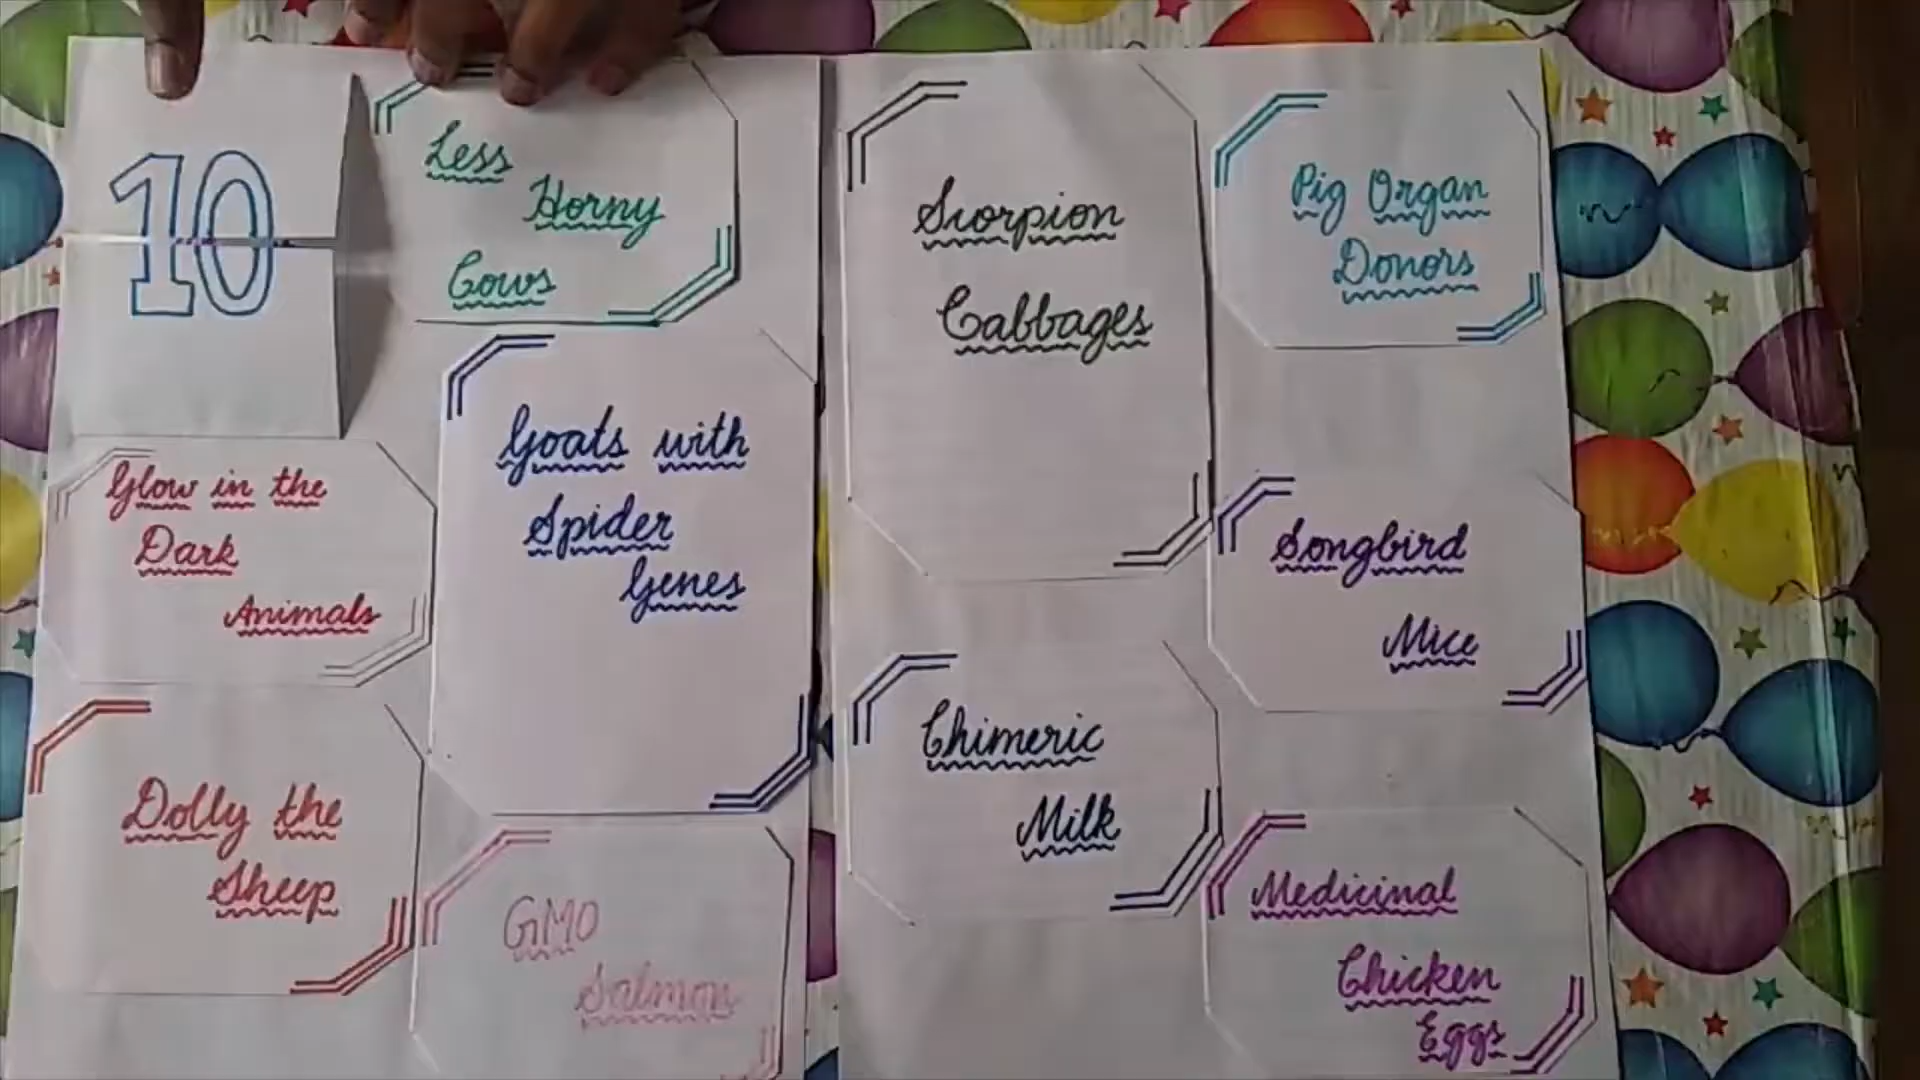 10
Less
Horny
Cows
Glow in the
Dark
Animals
Goats with
Spider
Genes
Dolly the
Sheep
GMO
Salmon
Scorpion
Cabbages
Pig Organ
Donors
Songbird
Mice
Chimeric
Milk
Medicinal
Chicken
Eggs